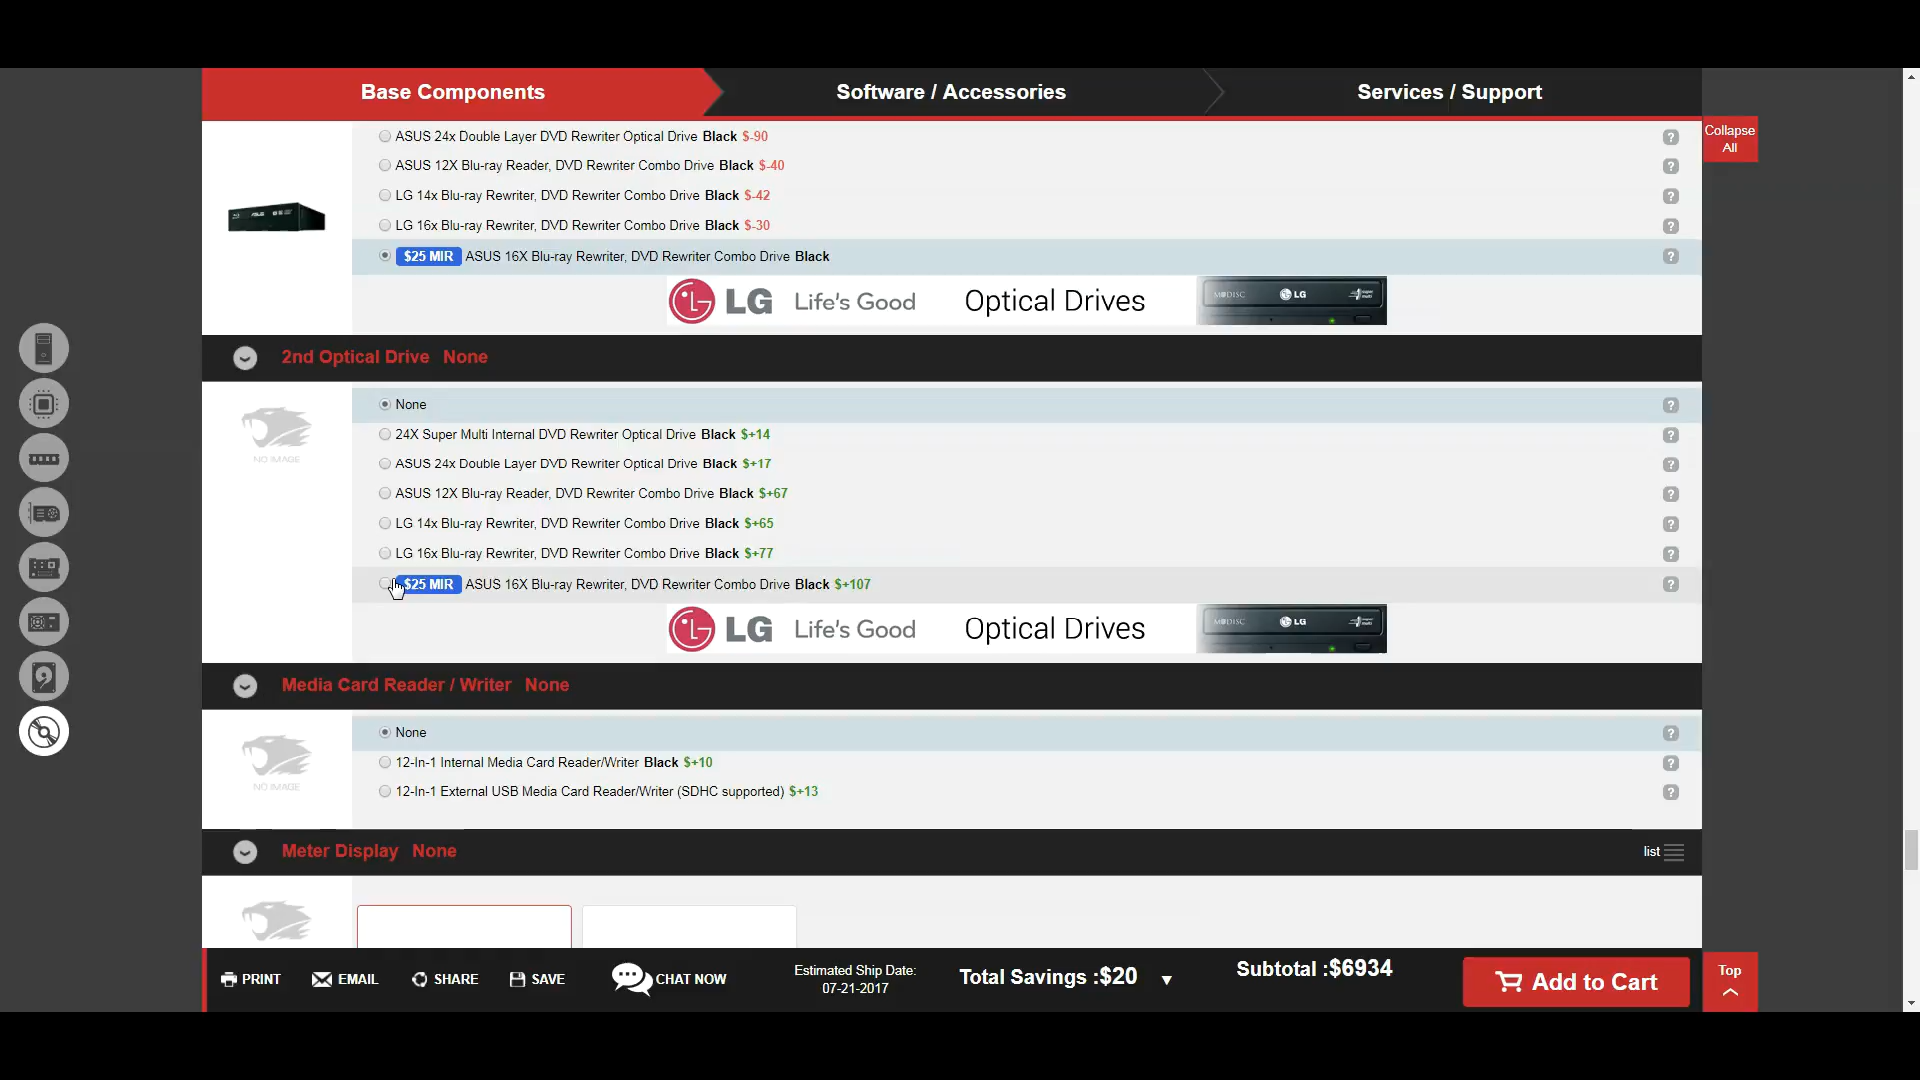 Base Components
Software / Accessories
Services / Support
Collapse
All
ASUS 24x Double Layer DVD Rewriter Optical Drive Black $-90
ASUS 12X Blu-ray Reader, DVD Rewriter Combo Drive Black $-40
LG 14x Blu-ray Rewriter, DVD Rewriter Combo Drive Black $-42
LG 16x Blu-ray Rewriter, DVD Rewriter Combo Drive Black $-30
$25 MIR ASUS 16X Blu-ray Rewriter, DVD Rewriter Combo Drive Black
LG Life's Good Optical Drives
2nd Optical Drive None
NO IMAGE
None
24X Super Multi Internal DVD Rewriter Optical Drive Black $+14
ASUS 24x Double Layer DVD Rewriter Optical Drive Black $+17
ASUS 12X Blu-ray Reader, DVD Rewriter Combo Drive Black $+67
LG 14x Blu-ray Rewriter, DVD Rewriter Combo Drive Black $+65
LG 16x Blu-ray Rewriter, DVD Rewriter Combo Drive Black $+77
$25 MIR ASUS 16X Blu-ray Rewriter, DVD Rewriter Combo Drive Black $+107
LG Life's Good Optical Drives
Media Card Reader / Writer None
NO IMAGE
None
12-In-1 Internal Media Card Reader/Writer Black $+10
12-In-1 External USB Media Card Reader/Writer (SDHC supported) $+13
Meter Display None
list
PRINT
EMAIL
SHARE
SAVE
CHAT NOW
Estimated Ship Date:
07-21-2017
Total Savings :$20 ▼
Subtotal :$6934
Add to Cart
Top